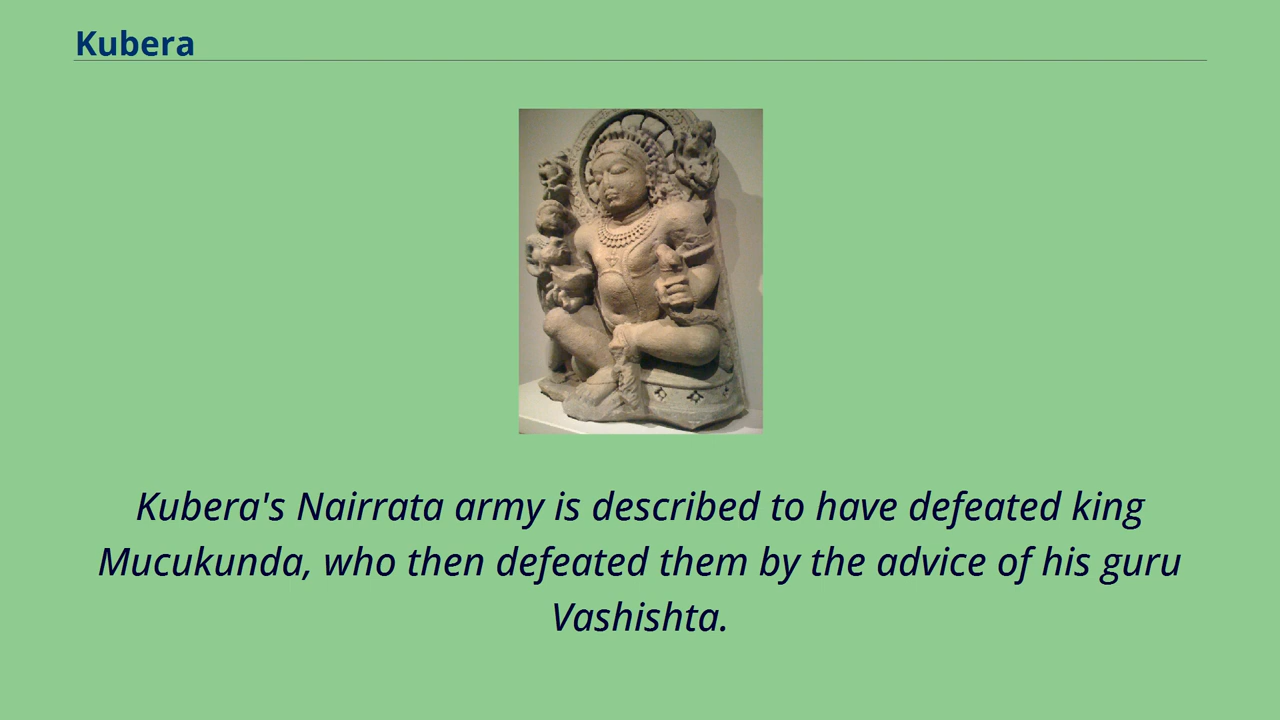 Kubera
Kubera's Nairrata army is described to have defeated king
Mucukunda, who then defeated them by the advice of his guru
Vashishta.